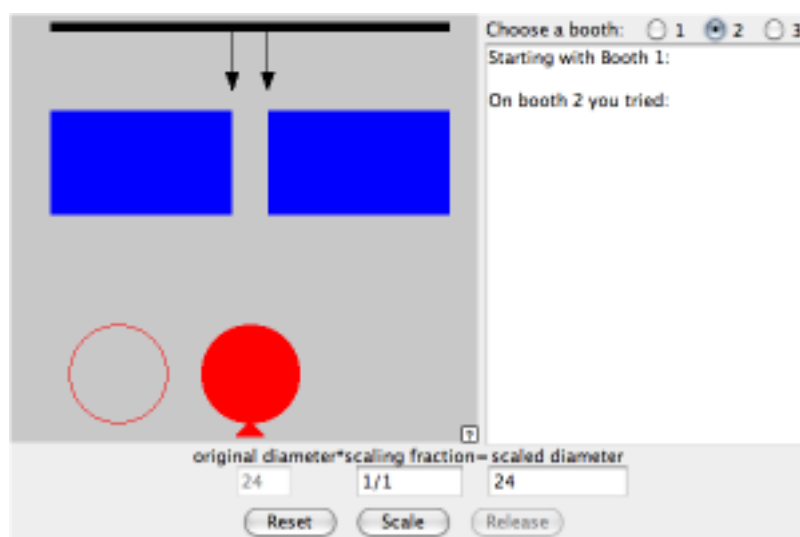 Choose a booth: 1 2 3
Starting with Booth 1:
On booth 2 you tried:
?
original diameter*scaling fraction=scaled diameter
24 1/1 24
Reset Scale Release